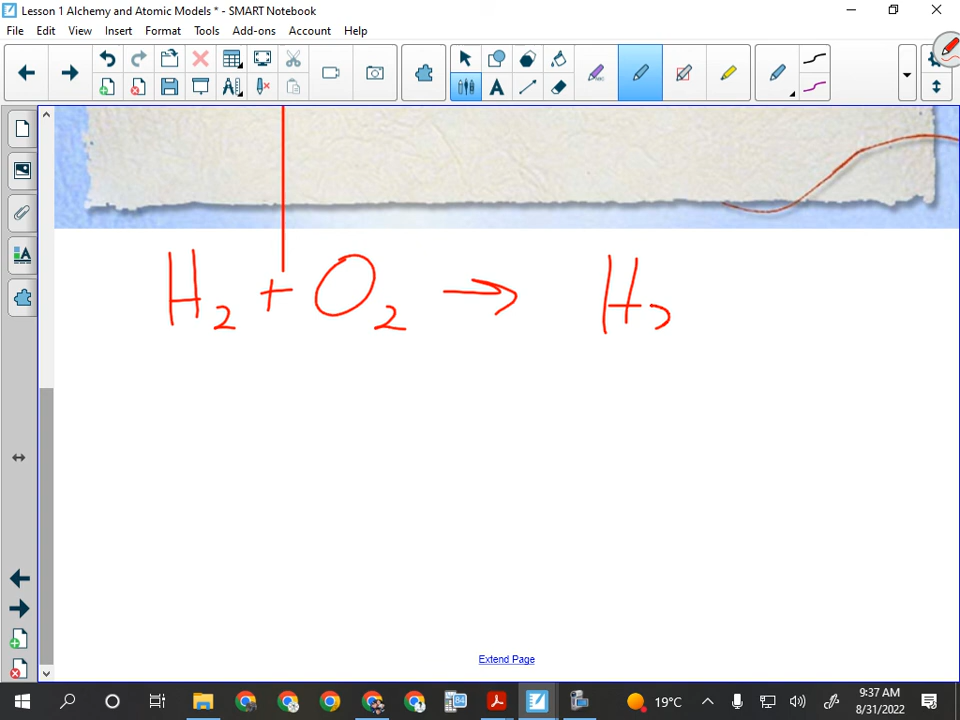 Lesson 1 Alchemy and Atomic Models * - SMART Notebook
File Edit View Insert Format Tools Add-ons Account Help
H₂ + O₂ → H₂
Extend Page
19°C
9:37 AM
8/31/2022